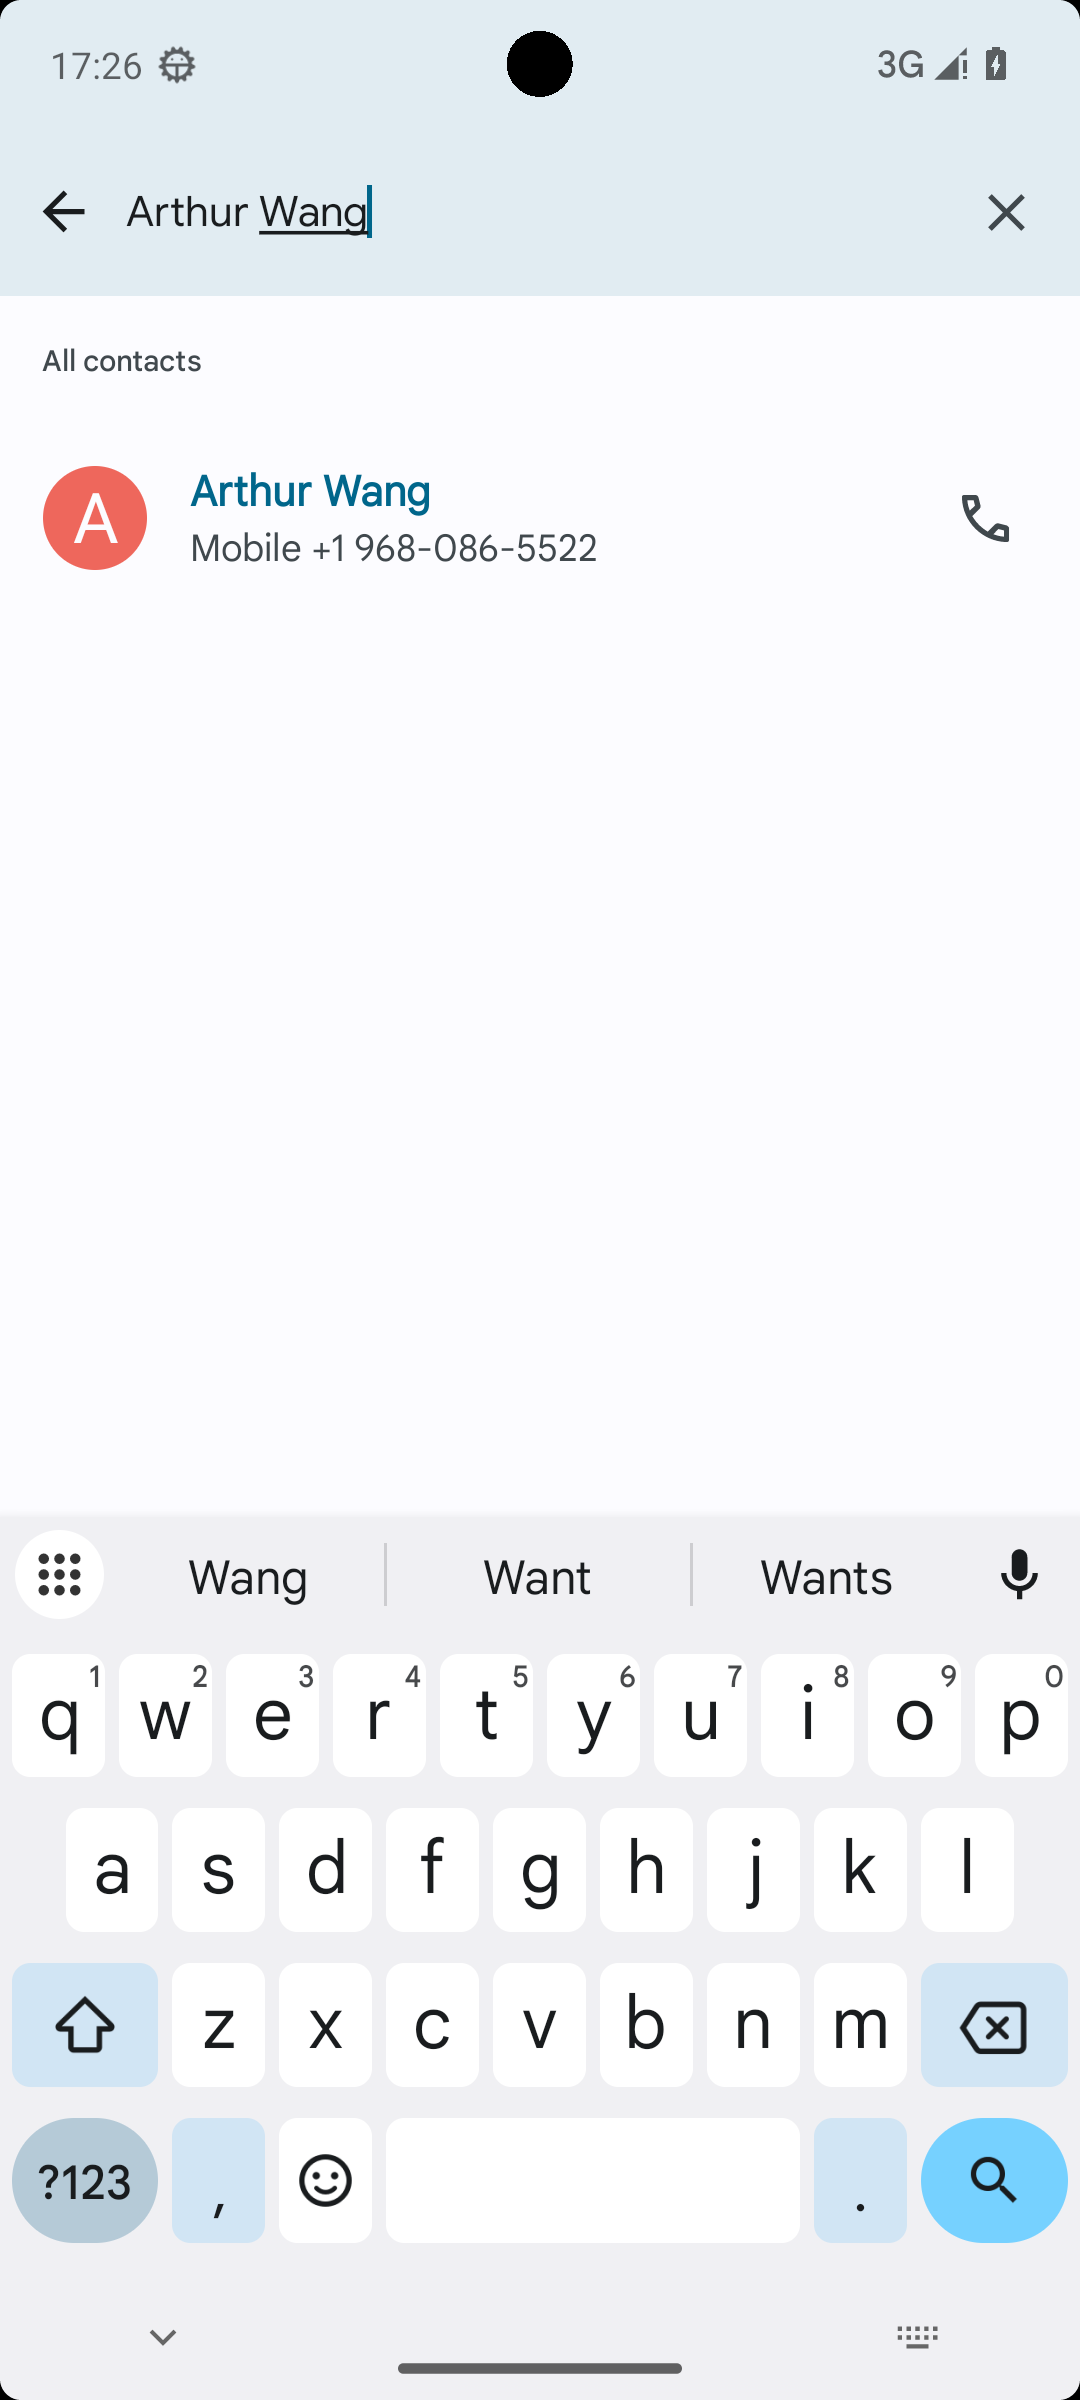 17:26 3G
Arthur Wang
All contacts
A
Arthur Wang
Mobile +1 968-086-5522
Wang Want Wants
q1 w2 e3 r4 t5 y6 u7 i8 o9 p0
a s d f g h j k l
z x c v b n m
?123 , .